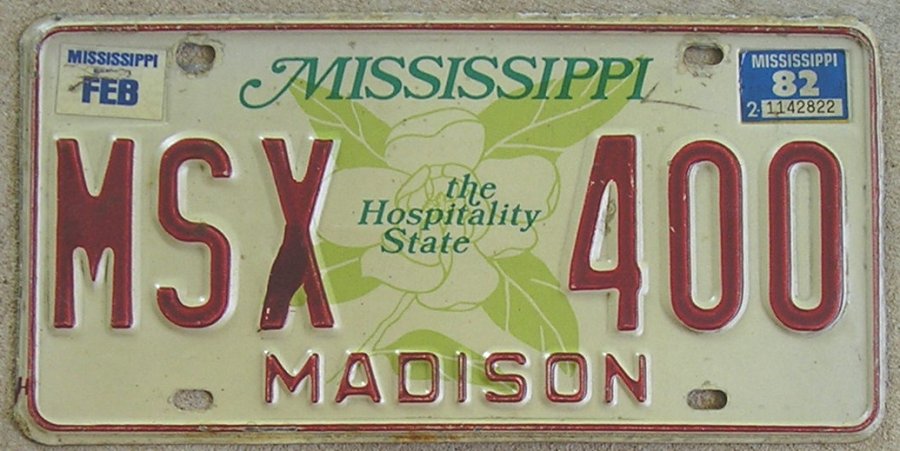 MISSISSIPPI
FEB
MISSISSIPPI
MISSISSIPPI
82
2-1142822
MSX 400
the
Hospitality
State
MADISON